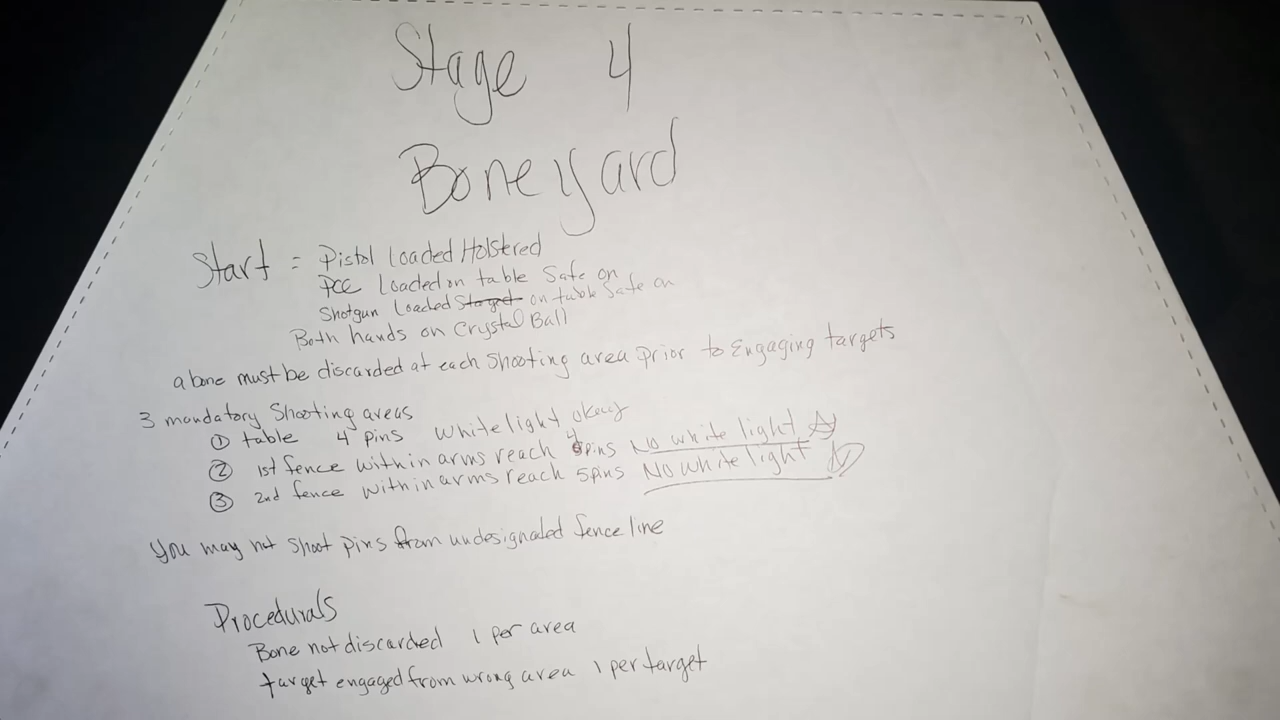 Stage 4
Boneyard
Start = Pistol Loaded Holstered
PCC Loaded on table Safe on
Shotgun Loaded Staged on table Safe on
Both hands on Crystal Ball
a bone must be discarded at each Shooting area prior to Engaging targets
3 mandatory Shooting areas
① table 4 pins white light okay
② 1st fence within arms reach 4 pins NO white light
③ 2nd fence within arms reach 5 pins NO white light
You may not shoot pins from undesignated fence line
Procedurals
Bone not discarded 1 per area
target engaged from wrong area 1 per target